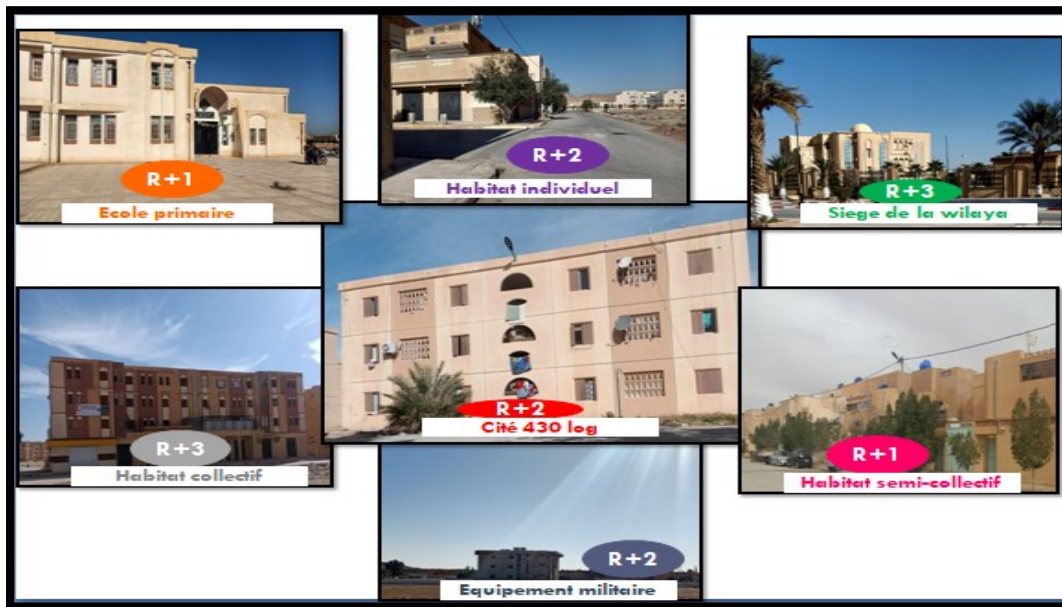 R+1
Ecole primaire
R+2
Habitat individuel
R+3
Siege de la wilaya
R+2
Cité 430 log
R+3
Habitat collectif
R+1
Habitat semi-collectif
R+2
Equipement militaire